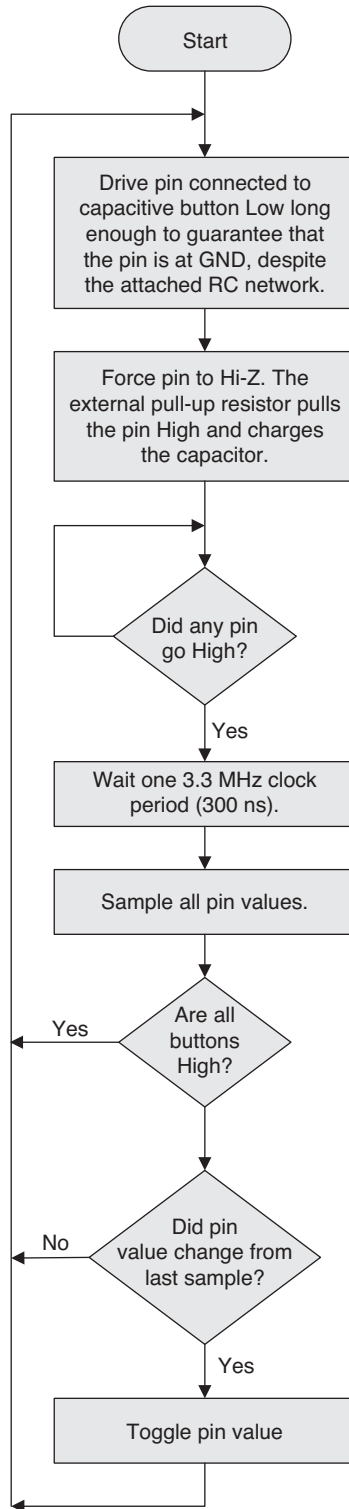 Start
Drive pin connected to
capacitive button Low long
enough to guarantee that
the pin is at GND, despite
the attached RC network.
Force pin to Hi-Z. The
external pull-up resistor pulls
the pin High and charges
the capacitor.
Did any pin
go High?
Yes
Wait one 3.3 MHz clock
period (300 ns).
Sample all pin values.
Are all
buttons
High?
Yes
Did pin
value change from
last sample?
No
Yes
Toggle pin value